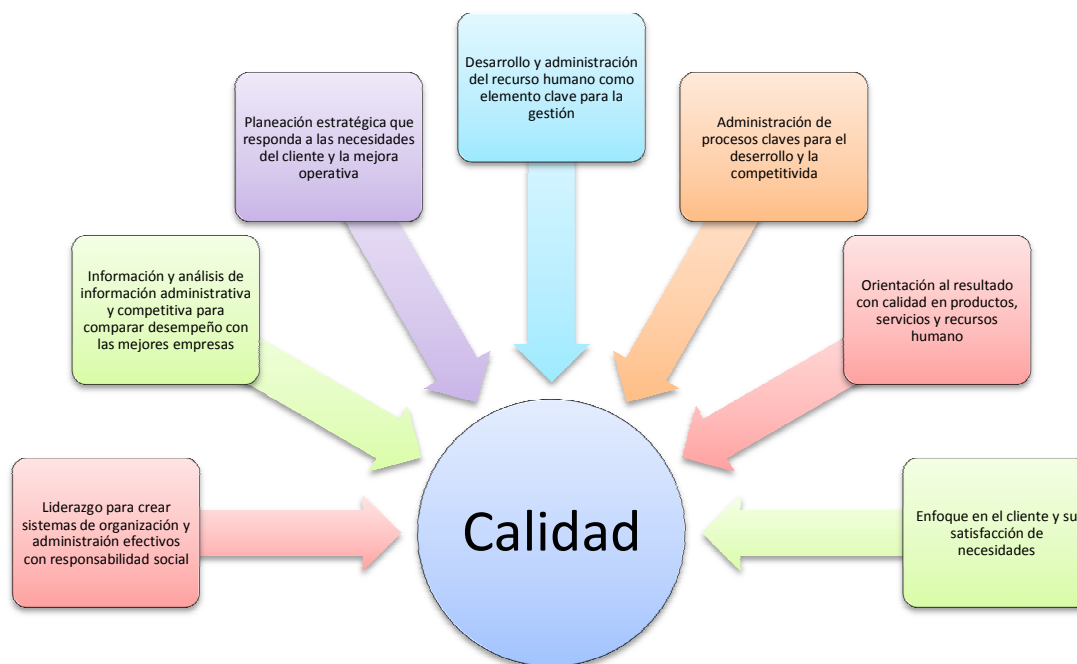 Desarrollo y administración
del recurso humano como
elemento clave para la
gestión
Planeación estratégica que
responda a las necesidades
del cliente y la mejora
operativa
Administración de
procesos claves para el
deserrollo y la
competitivida
Información y análisis de
información administrativa
y competitiva para
comparar desempeño con
las mejores empresas
Orientación al resultado
con calidad en productos,
servicios y recursos
humano
Liderazgo para crear
sistemas de organización y
administraión efectivos
con responsabilidad social
Calidad
Enfoque en el cliente y su
satisfacción de
necesidades